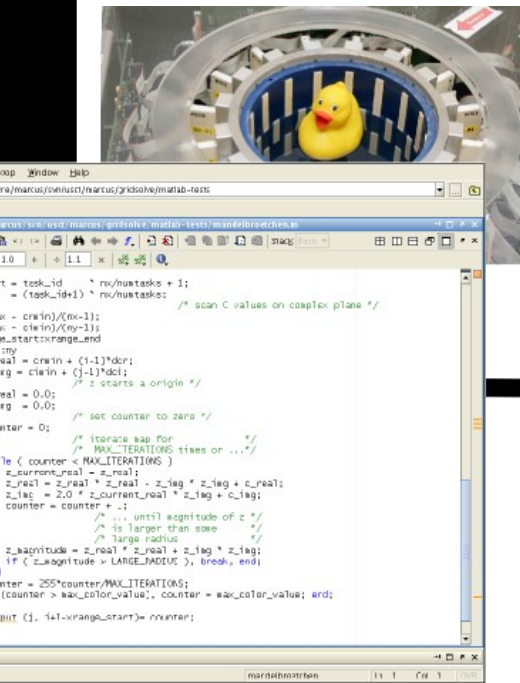 Window Help
re/marcus/svn/usct/marcus/gridsolve/matlab-tests
arcus/svn/usct/marcus/gridsolve/matlab-tests/mandelbroetchen.m
Stack Base
1.0 + ÷ 1.1 ×
t = task_id * nx/numtasks + 1;
= (task_id+1) * nx/numtasks;
/* scan C values on complex plane */
x - crmin)/(nx-1);
x - cimin)/(ny-1);
ge_start:xrange_end
:ny
real = crmin + (i-1)*dcr;
mg = cimin + (j-1)*dci;
/* z starts a origin */
real = 0.0;
mg = 0.0;
/* set counter to zero */
nter = 0;
/* iterate map for */
/* MAX_ITERATIONS times or ...*/
le ( counter < MAX_ITERATIONS )
z_current_real = z_real;
z_real = z_real * z_real - z_img * z_img + c_real;
z_img = 2.0 * z_current_real * z_img + c_img;
counter = counter + 1;
/* ... until magnitude of z */
/* is larger than some */
/* large radius */
z_magnitude = z_real * z_real + z_img * z_img;
if ( z_magnitude > LARGE_RADIUS ), break, end;
nter = 255*counter/MAX_ITERATIONS;
(counter > max_color_value), counter = max_color_value; end;
put (j, i+1-xrange_start)= counter;
mandelbroetchen Ln 1 Col 1 OVR